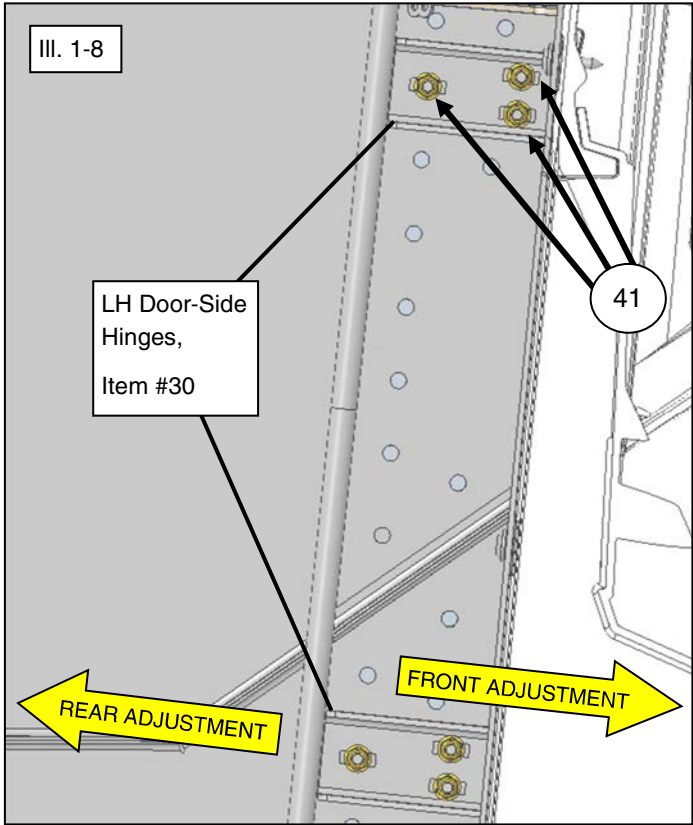 Ill. 1-8
41
LH Door-Side
Hinges,
Item #30
FRONT ADJUSTMENT
REAR ADJUSTMENT